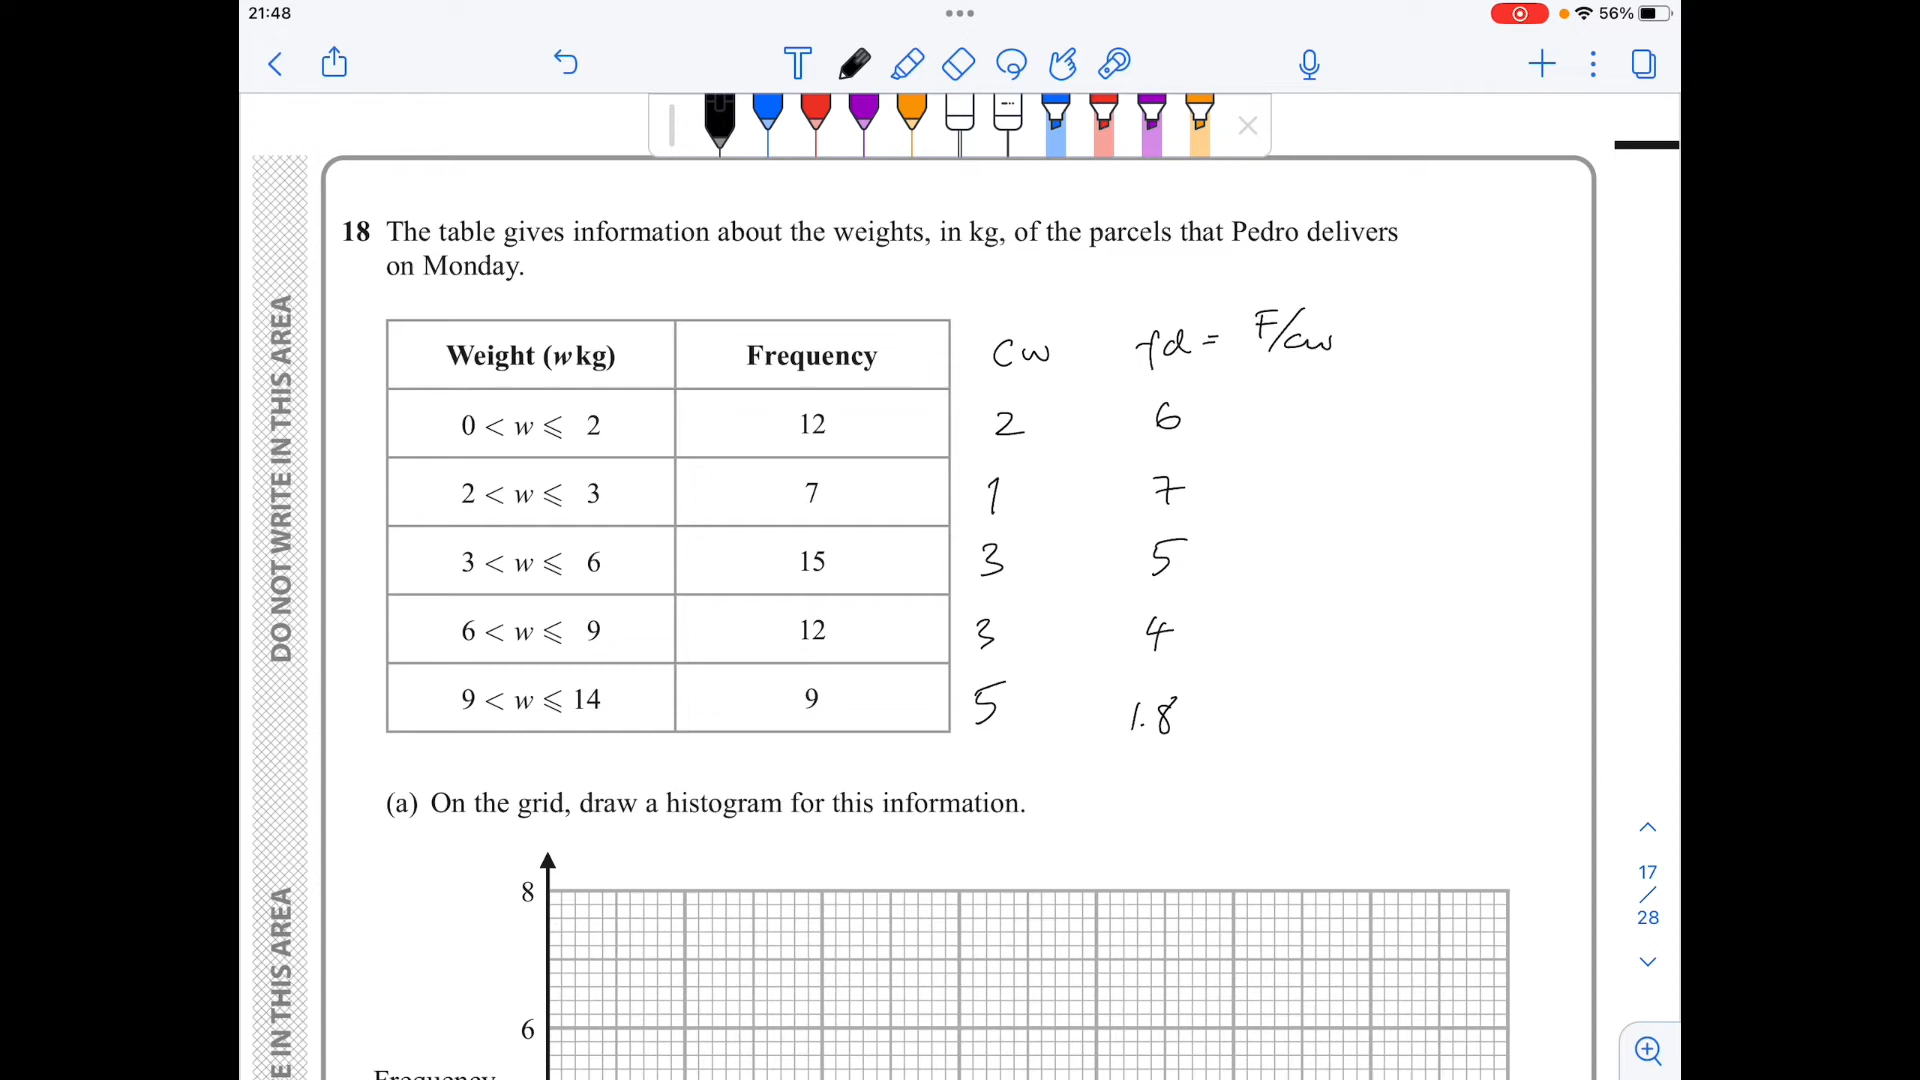 21:48
56%
18 The table gives information about the weights, in kg, of the parcels that Pedro delivers
on Monday.
Weight (w kg) Frequency cw fd = F/cw
0 < w ⩽ 2 12 2 6
2 < w ⩽ 3 7 1 7
3 < w ⩽ 6 15 3 5
6 < w ⩽ 9 12 3 4
9 < w ⩽ 14 9 5 1.8
(a) On the grid, draw a histogram for this information.
8
6
Frequency
DO NOT WRITE IN THIS AREA
E IN THIS AREA
17
/
28